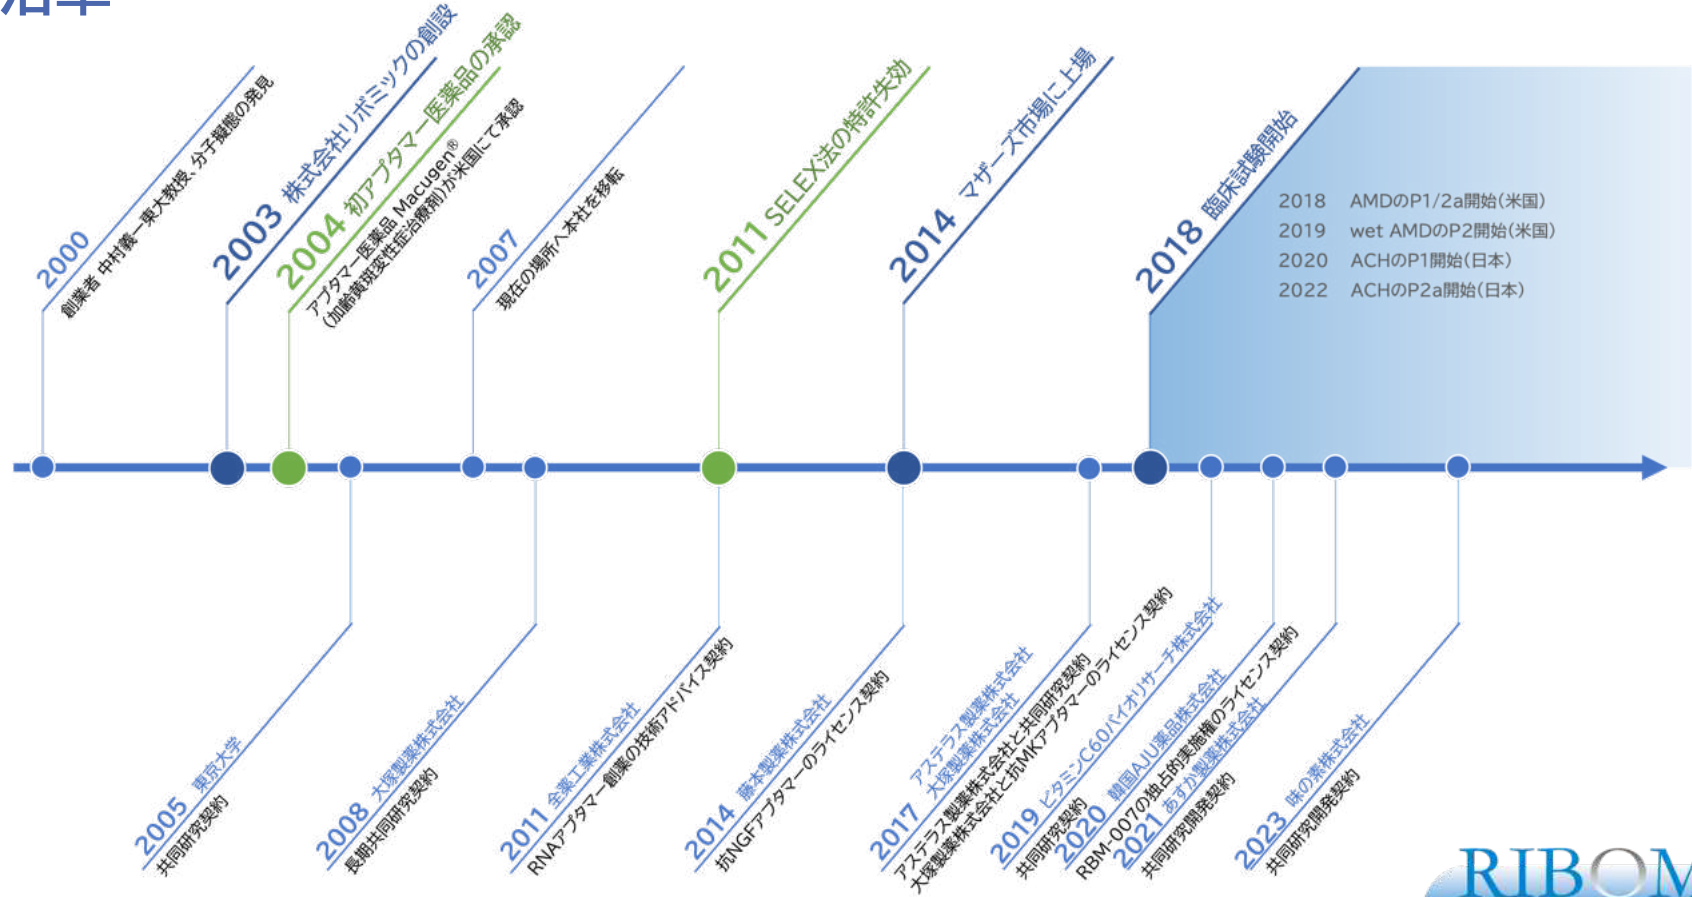 沿革
2000
創業者 中村義一東大教授、分子擬態の発見
2003 株式会社リボミックの創設
2004 初アプタマー医薬品の承認
アプタマー医薬品 Macugen®
(加齢黄斑変性症治療剤)が米国にて承認
2007
現在の場所へ本社を移転
2011 SELEX法の特許失効
2014 マザーズ市場に上場
2018 臨床試験開始
2018 AMDのP1/2a開始(米国)
2019 wet AMDのP2開始(米国)
2020 ACHのP1開始(日本)
2022 ACHのP2a開始(日本)
2005 東京大学
共同研究契約
2008 大塚製薬株式会社
長期共同研究契約
2011 全薬工業株式会社
RNAアプタマー創薬の技術アドバイス契約
2014 藤本製薬株式会社
抗NGFアプタマーのライセンス契約
アステラス製薬株式会社
2017 大塚製薬株式会社
アステラス製薬株式会社と共同研究契約
大塚製薬株式会社と抗MKアプタマーのライセンス契約
2019 ビタミンC60バイオリサーチ株式会社
共同研究契約
2020 韓国AJU薬品株式会社
RBM-007の独占的実施権のライセンス契約
2021 あすか製薬株式会社
共同研究開発契約
2023 味の素株式会社
共同研究開発契約
RIBOM